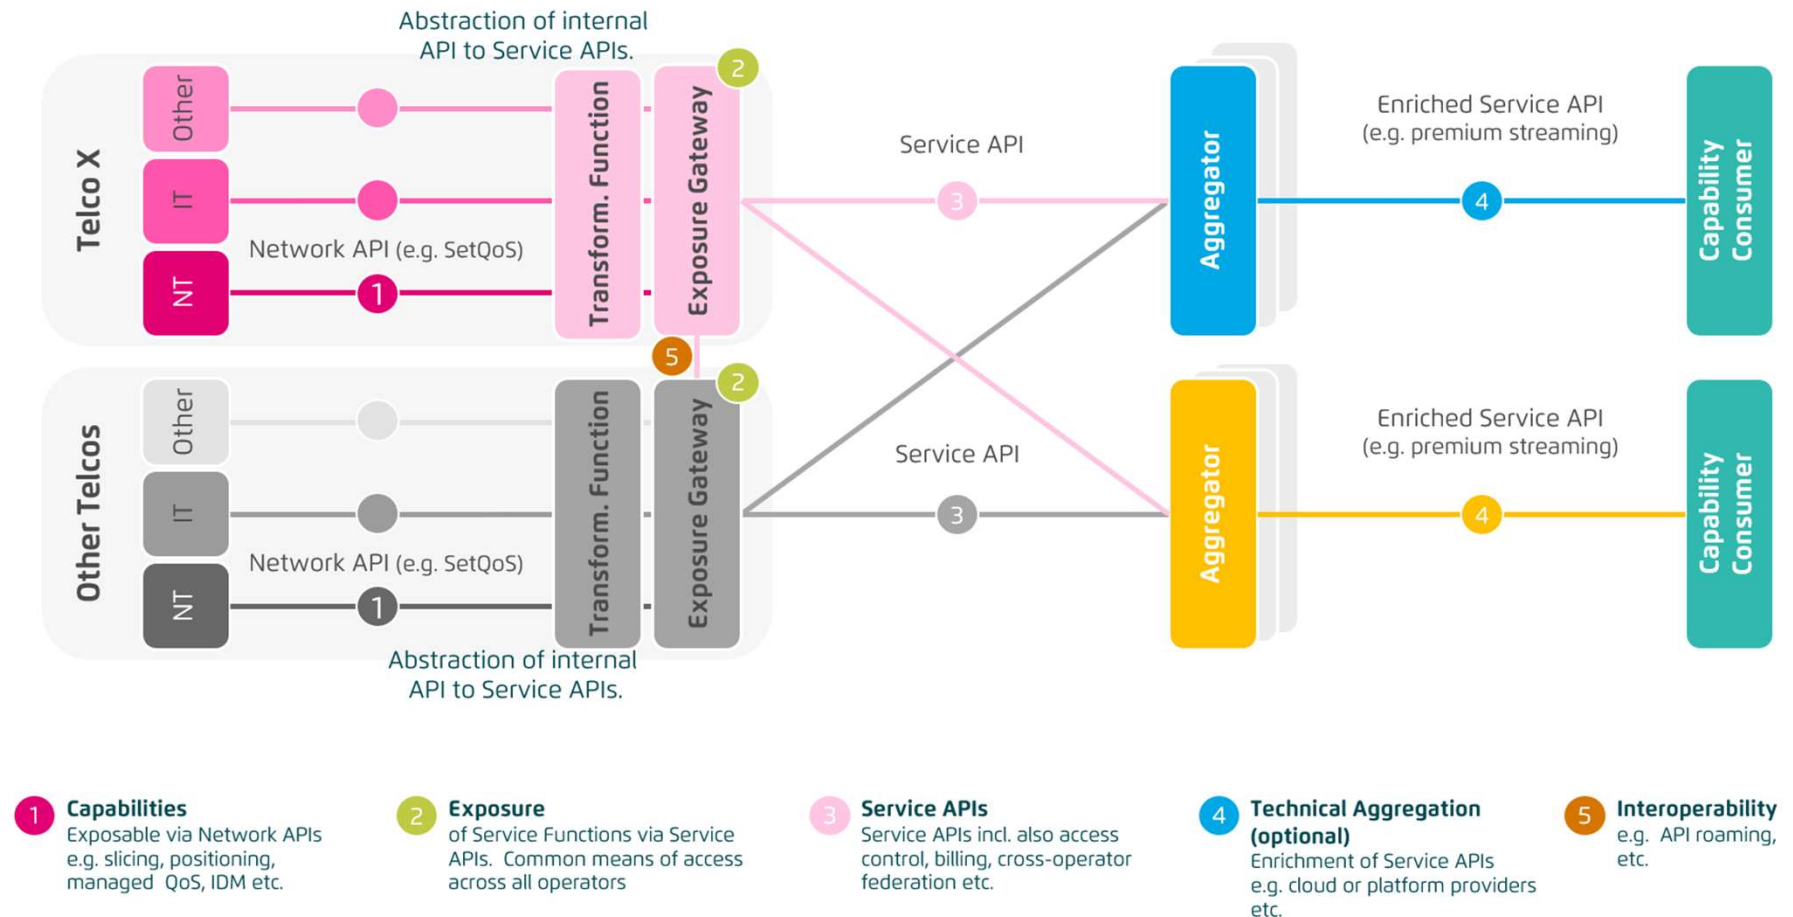 Abstraction of internal
API to Service APIs.
Telco X
Other
IT
NT
Network API (e.g. SetQoS)
1
Transform. Function
Exposure Gateway
2
Service API
3
Aggregator
Enriched Service API
(e.g. premium streaming)
4
Capability
Consumer
5
Other Telcos
Other
IT
NT
Network API (e.g. SetQoS)
1
Transform. Function
Exposure Gateway
2
Service API
3
Aggregator
Enriched Service API
(e.g. premium streaming)
4
Capability
Consumer
Abstraction of internal
API to Service APIs.
1
Capabilities
Exposable via Network APIs
e.g. slicing, positioning,
managed QoS, IDM etc.
2
Exposure
of Service Functions via Service
APIs. Common means of access
across all operators
3
Service APIs
Service APIs incl. also access
control, billing, cross-operator
federation etc.
4
Technical Aggregation
(optional)
Enrichment of Service APIs
e.g. cloud or platform providers
etc.
5
Interoperability
e.g. API roaming,
etc.